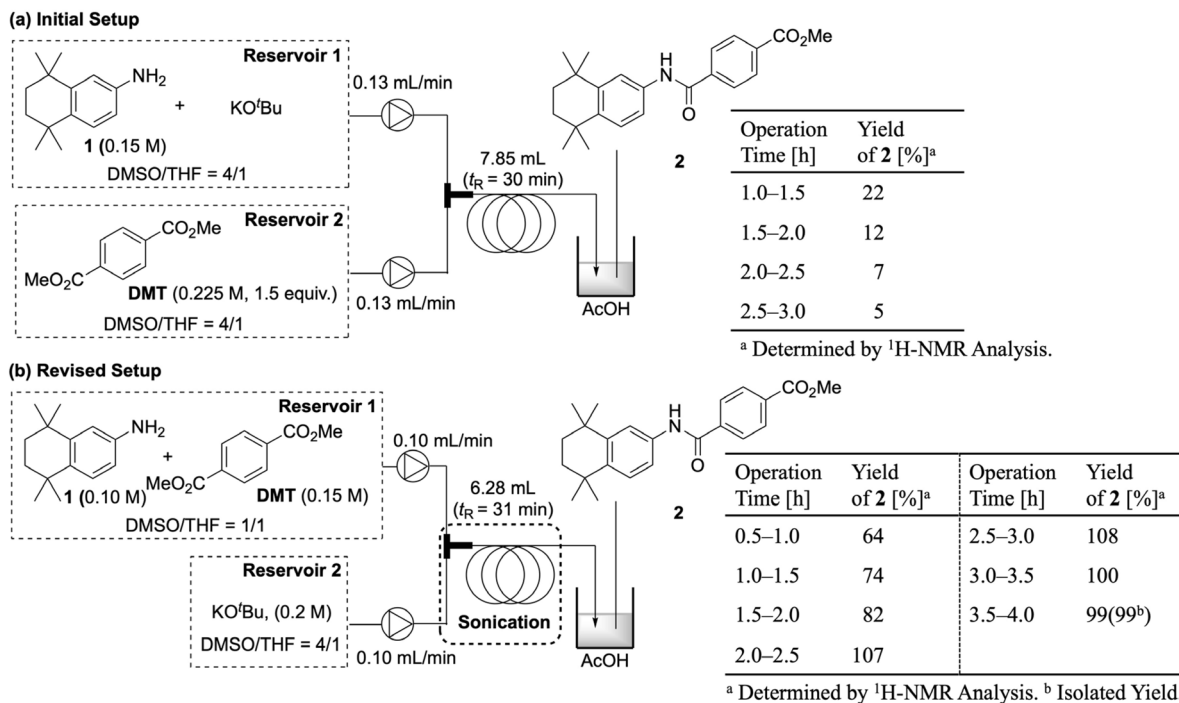 (a) Initial Setup
Reservoir 1
NH2
+
KOtBu
1 (0.15 M)
DMSO/THF = 4/1
0.13 mL/min
Reservoir 2
CO2Me
MeO2C
DMT (0.225 M, 1.5 equiv.)
DMSO/THF = 4/1
0.13 mL/min
7.85 mL
(tR = 30 min)
AcOH
CO2Me
H
N
O
2
Operation Time [h] Yield of 2 [%]a
1.0–1.5 22
1.5–2.0 12
2.0–2.5 7
2.5–3.0 5
a Determined by 1H-NMR Analysis.
(b) Revised Setup
Reservoir 1
NH2
+
CO2Me
MeO2C
1 (0.10 M)
DMT (0.15 M)
DMSO/THF = 1/1
0.10 mL/min
Reservoir 2
KOtBu, (0.2 M)
DMSO/THF = 4/1
0.10 mL/min
6.28 mL
(tR = 31 min)
Sonication
AcOH
CO2Me
H
N
O
2
Operation Time [h] Yield of 2 [%]a Operation Time [h] Yield of 2 [%]a
0.5–1.0 64 2.5–3.0 108
1.0–1.5 74 3.0–3.5 100
1.5–2.0 82 3.5–4.0 99(99b)
2.0–2.5 107
a Determined by 1H-NMR Analysis. b Isolated Yield